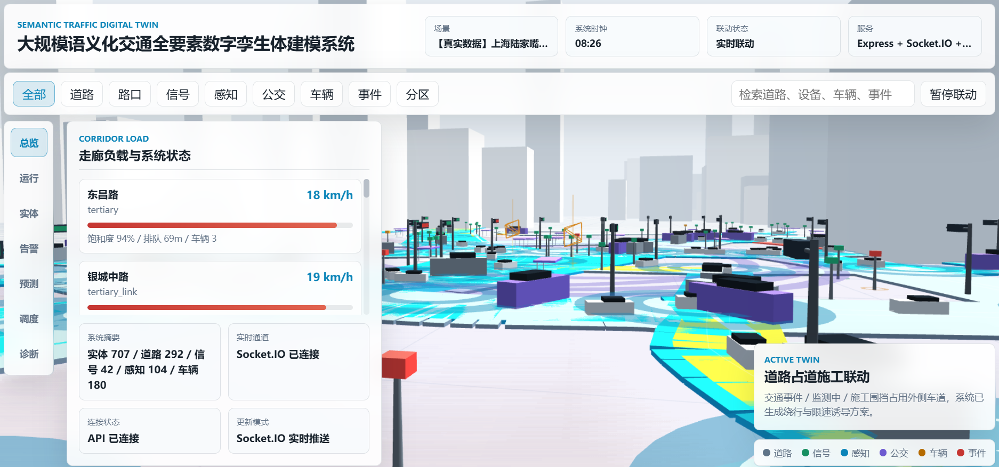 SEMANTIC TRAFFIC DIGITAL TWIN
大规模语义化交通全要素数字孪生体建模系统
场景
【真实数据】上海陆家嘴...
系统时钟
08:26
联动状态
实时联动
服务
Express + Socket.IO +...
全部
道路
路口
信号
感知
公交
车辆
事件
分区
检索道路、设备、车辆、事件
暂停联动
总览
运行
实体
告警
预测
调度
诊断
CORRIDOR LOAD
走廊负载与系统状态
东昌路
18 km/h
tertiary
饱和度 94% / 排队 69m / 车辆 3
银城中路
19 km/h
tertiary_link
系统摘要
实体 707 / 道路 292 / 信
号 42 / 感知 104 / 车辆
180
实时通道
Socket.IO 已连接
连接状态
API 已连接
更新模式
Socket.IO 实时推送
ACTIVE TWIN
道路占道施工联动
交通事件 / 监测中 / 施工围挡占用外侧车道，系统已
生成绕行与限速诱导方案。
道路
信号
感知
公交
车辆
事件